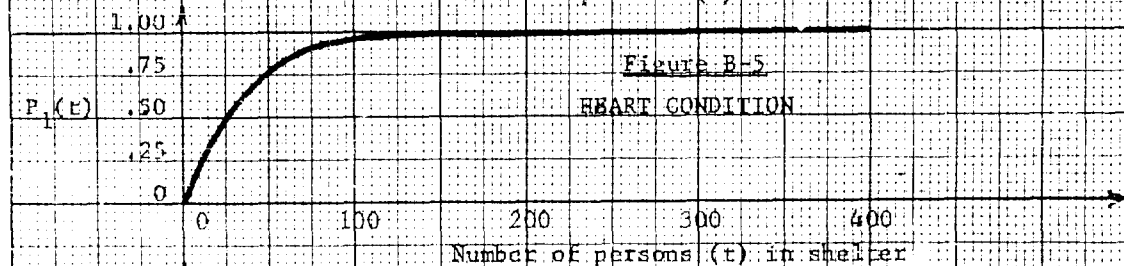 1.00
Figure B-5
.75
P1(t)
.50
HEART CONDITION
.25
0
0 100 200 300 400
Number of persons (t) in shelter